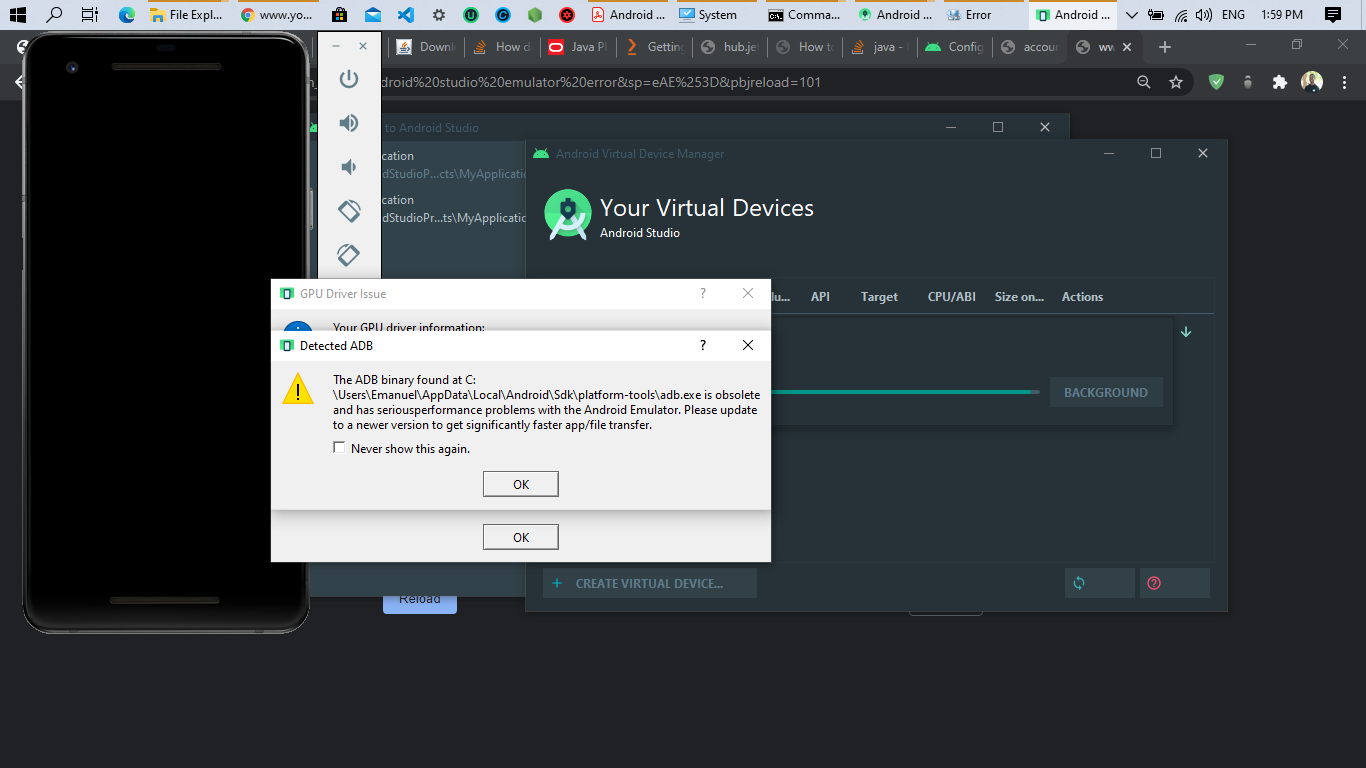 File Expl...
www.yo...
Android ...
System
Comma...
Android ...
Error
Android ...
ENG
1:59 PM
Downl
How d
Java Pl
Getting
hub.je
How to
java -
Config
accour
ww
droid%20studio%20emulator%20error&sp=eAE%253D&pbjreload=101
to Android Studio
cation
dStudioP...cts\MyApplicatio
cation
dStudioPr...ts\MyApplication
Android Virtual Device Manager
Your Virtual Devices
Android Studio
lu...
API
Target
CPU/ABI
Size on...
Actions
BACKGROUND
GPU Driver Issue
?
Your GPU driver information:
Detected ADB
?
The ADB binary found at C:
\Users\Emanuel\AppData\Local\Android\Sdk\platform-tools\adb.exe is obsolete
and has seriousperformance problems with the Android Emulator. Please update
to a newer version to get significantly faster app/file transfer.
Never show this again.
OK
OK
+ CREATE VIRTUAL DEVICE...
Reload